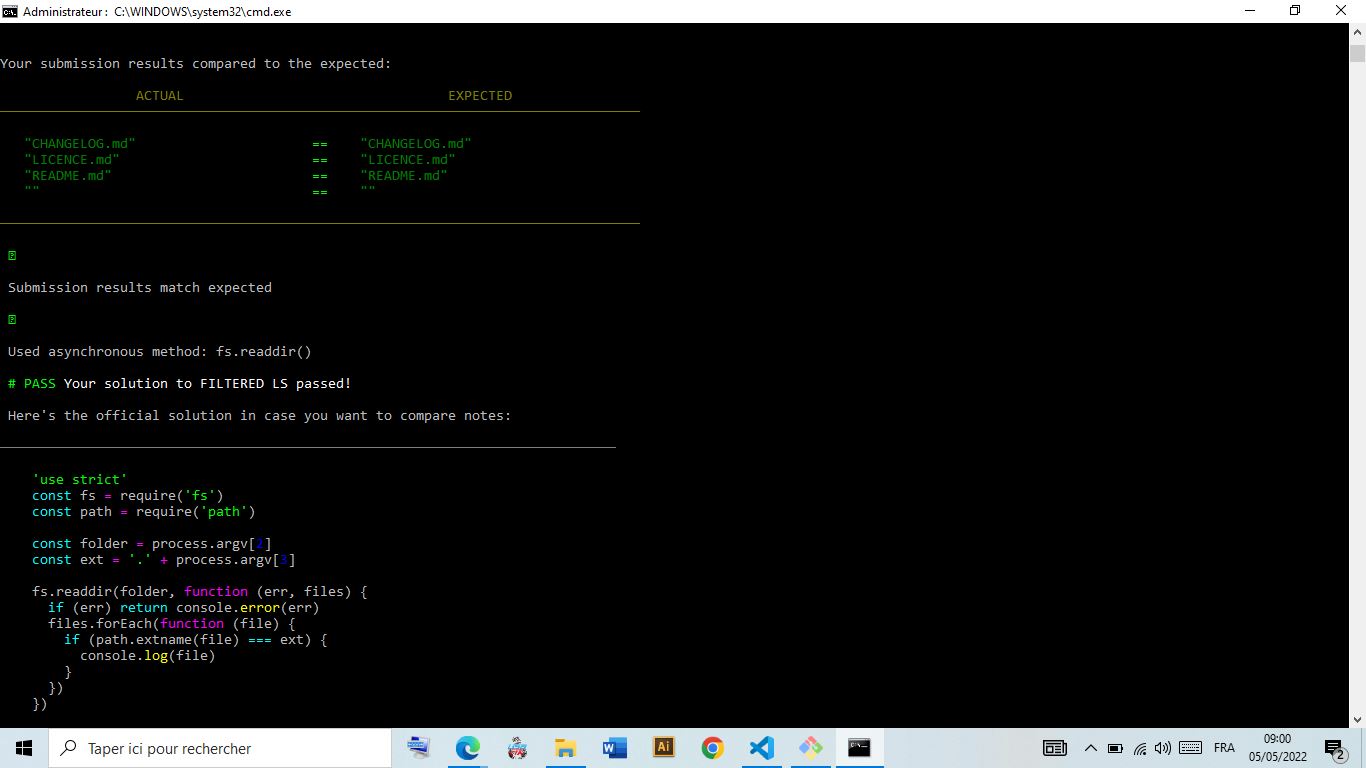 Administrateur : C:\WINDOWS\system32\cmd.exe
Your submission results compared to the expected:
ACTUAL EXPECTED
"CHANGELOG.md" == "CHANGELOG.md"
"LICENCE.md" == "LICENCE.md"
"README.md" == "README.md"
"" == ""
Submission results match expected
Used asynchronous method: fs.readdir()
# PASS Your solution to FILTERED LS passed!
Here's the official solution in case you want to compare notes:
'use strict'
const fs = require('fs')
const path = require('path')
const folder = process.argv[2]
const ext = '.' + process.argv[3]
fs.readdir(folder, function (err, files) {
if (err) return console.error(err)
files.forEach(function (file) {
if (path.extname(file) === ext) {
console.log(file)
}
})
})
Taper ici pour rechercher
W
Ai
FRA
09:00
05/05/2022
2